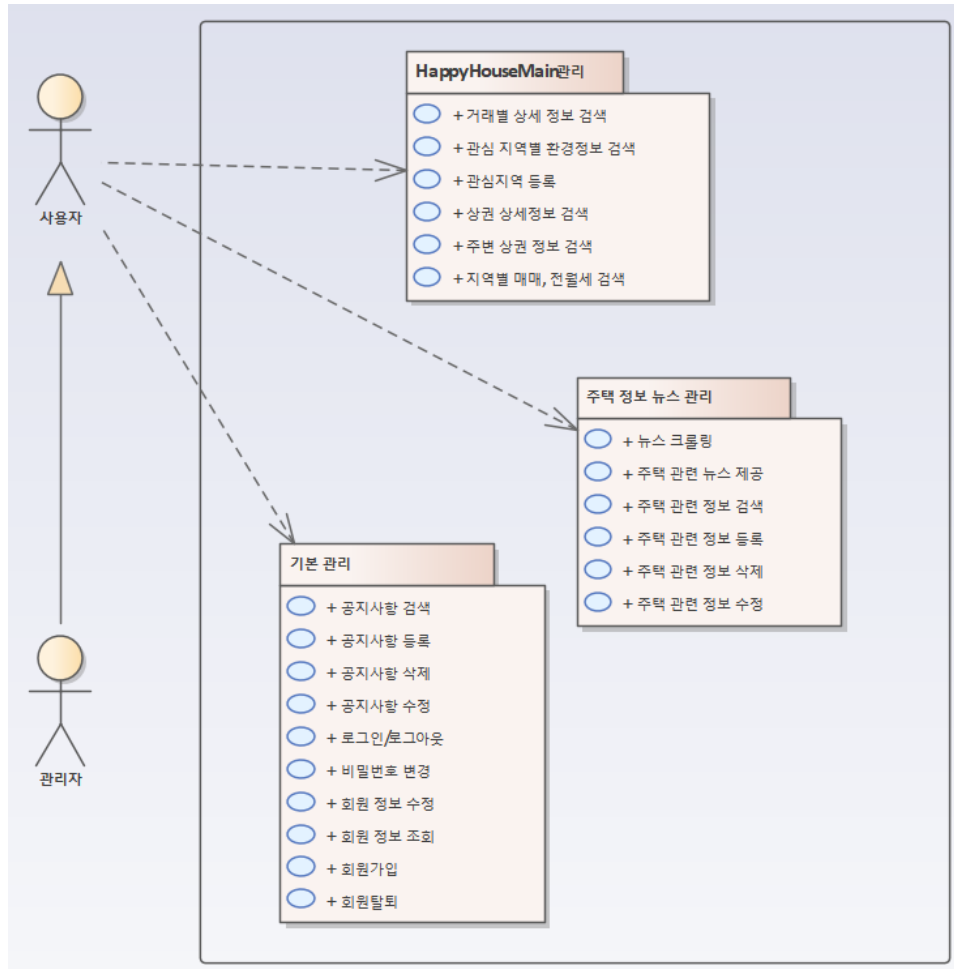 사용자
관리자
HappyHouseMain관리
+ 거래별 상세 정보 검색
+ 관심 지역별 환경정보 검색
+ 관심지역 등록
+ 상권 상세정보 검색
+ 주변 상권 정보 검색
+ 지역별 매매, 전월세 검색
주택 정보 뉴스 관리
+ 뉴스 크롤링
+ 주택 관련 뉴스 제공
+ 주택 관련 정보 검색
+ 주택 관련 정보 등록
+ 주택 관련 정보 삭제
+ 주택 관련 정보 수정
기본 관리
+ 공지사항 검색
+ 공지사항 등록
+ 공지사항 삭제
+ 공지사항 수정
+ 로그인/로그아웃
+ 비밀번호 변경
+ 회원 정보 수정
+ 회원 정보 조회
+ 회원가입
+ 회원탈퇴